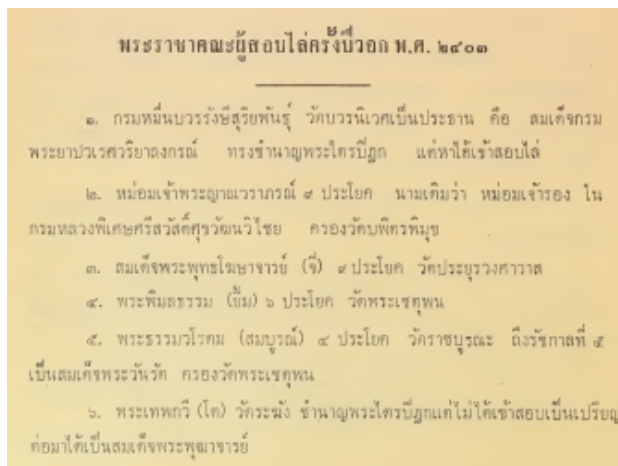 พระราชาคณะผู้สอบไล่ครั้งปีวอก พ.ศ. ๒๔๐๓
๑. กรมหมื่นบวรรังษีสุริยพันธุ์ วัดบวรนิเวศเป็นประธาน คือ สมเด็จกรม
พระยาปวเรศวริยาลงกรณ์ ทรงชำนาญพระไตรปิฎก แต่หาได้เข้าสอบไล่
๒. หม่อมเจ้าพระญาณวราภรณ์ ๙ ประโยค นามเดิมว่า หม่อมเจ้ารอง ใน
กรมหลวงพิเศษศรีสวัสดิ์ศุขวัฒนวิไชย ครองวัดบพิตรพิมุข
๓. สมเด็จพระพุทธโฆษาจารย์ (จี่) ๙ ประโยค วัดประยุรวงศาวาส
๔. พระพิมลธรรม (ยิ้ม) ๖ ประโยค วัดพระเชตุพน
๕. พระธรรมวโรดม (สมบูรณ์) ๔ ประโยค วัดราชบุรณะ ถึงรัชกาลที่ ๕
เป็นสมเด็จพระวันรัต ครองวัดพระเชตุพน
๖. พระเทพกวี (โต) วัดระฆัง ชำนาญพระไตรปิฎกแต่ไม่ได้เข้าสอบเป็นเปรียญ
ต่อมาได้เป็นสมเด็จพระพุฒาจารย์